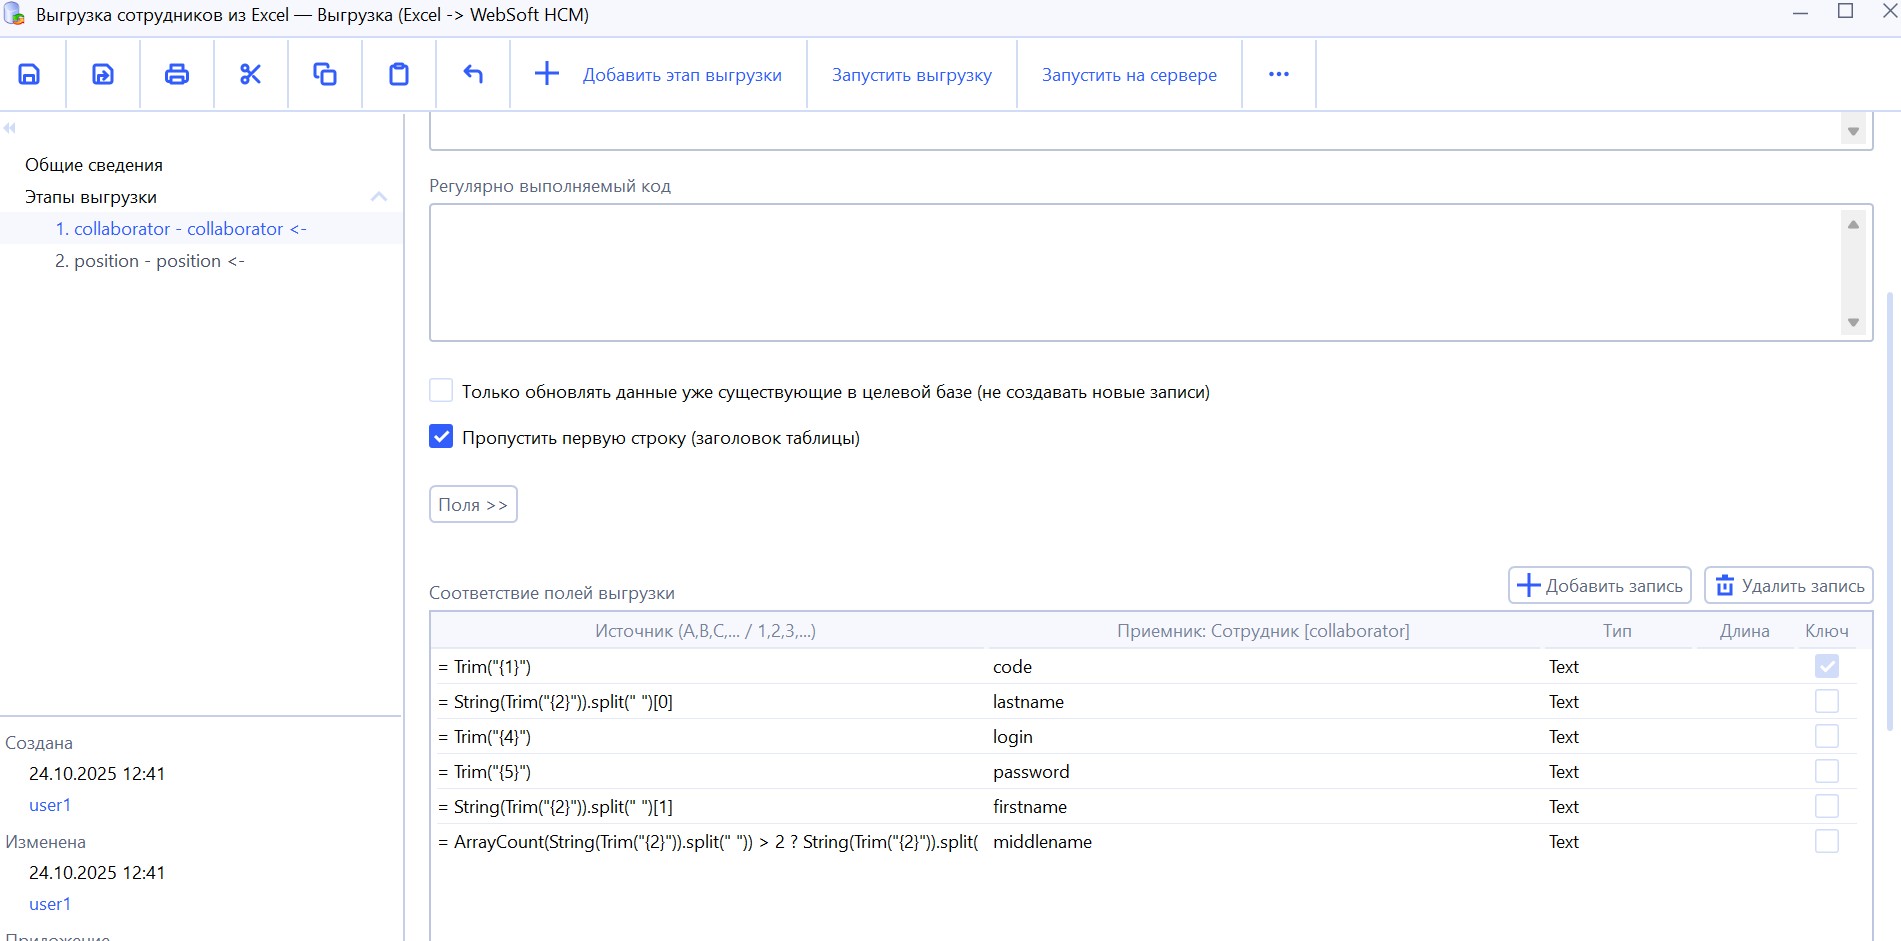 Выгрузка сотрудников из Excel — Выгрузка (Excel -> WebSoft HCM)
Добавить этап выгрузки
Запустить выгрузку
Запустить на сервере
Общие сведения
Этапы выгрузки
1. collaborator - collaborator <-
2. position - position <-
Создана
24.10.2025 12:41
user1
Изменена
24.10.2025 12:41
user1
Приложение
Регулярно выполняемый код
Только обновлять данные уже существующие в целевой базе (не создавать новые записи)
Пропустить первую строку (заголовок таблицы)
Поля >>
Соответствие полей выгрузки
Добавить запись
Удалить запись
Источник (A,B,C,... / 1,2,3,...) Приемник: Сотрудник [collaborator] Тип Длина Ключ
= Trim("{1}") code Text
= String(Trim("{2}")).split(" ")[0] lastname Text
= Trim("{4}") login Text
= Trim("{5}") password Text
= String(Trim("{2}")).split(" ")[1] firstname Text
= ArrayCount(String(Trim("{2}")).split(" ")) > 2 ? String(Trim("{2}")).split( middlename Text